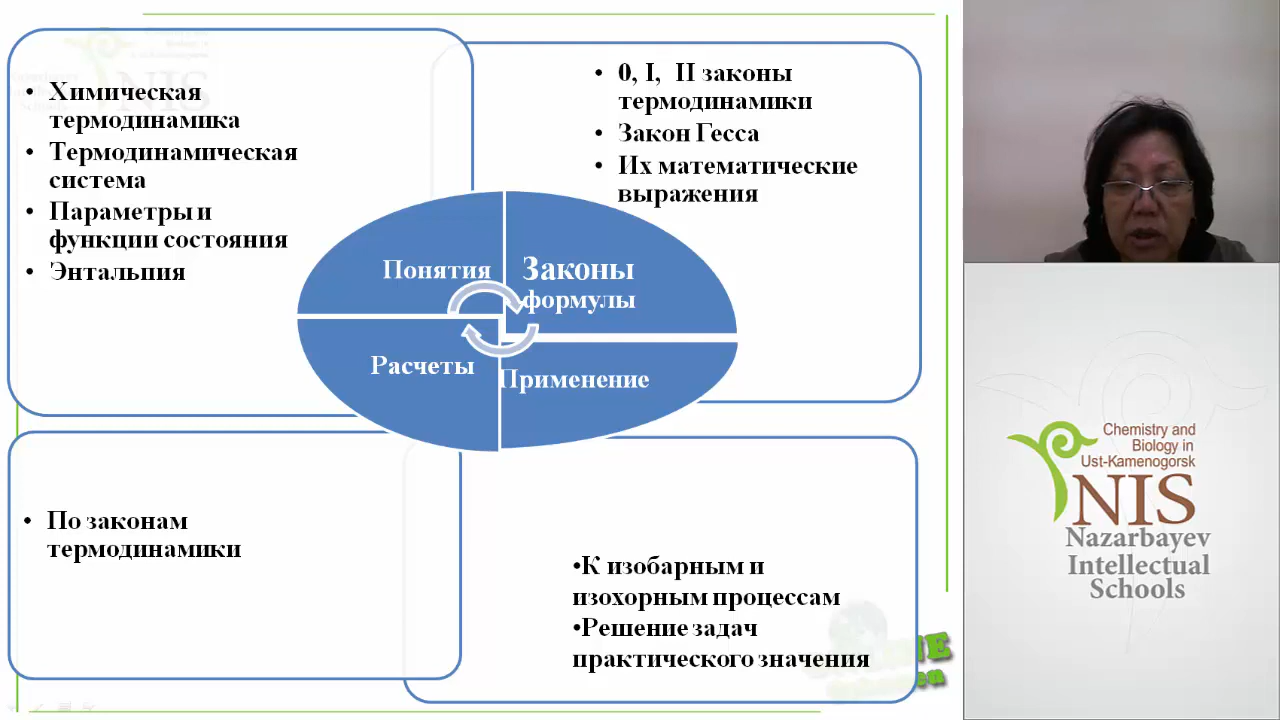 • Химическая
термодинамика
• Термодинамическая
система
• Параметры и
функции состояния
• Энтальпия
• 0, I, II законы
термодинамики
• Закон Гесса
• Их математические
выражения
Понятия
Законы
формулы
Расчеты
Применение
• По законам
термодинамики
•К изобарным и
изохорным процессам
•Решение задач
практического значения
Chemistry and
Biology in
Ust-Kamenogorsk
NIS
Nazarbayev
Intellectual
Schools